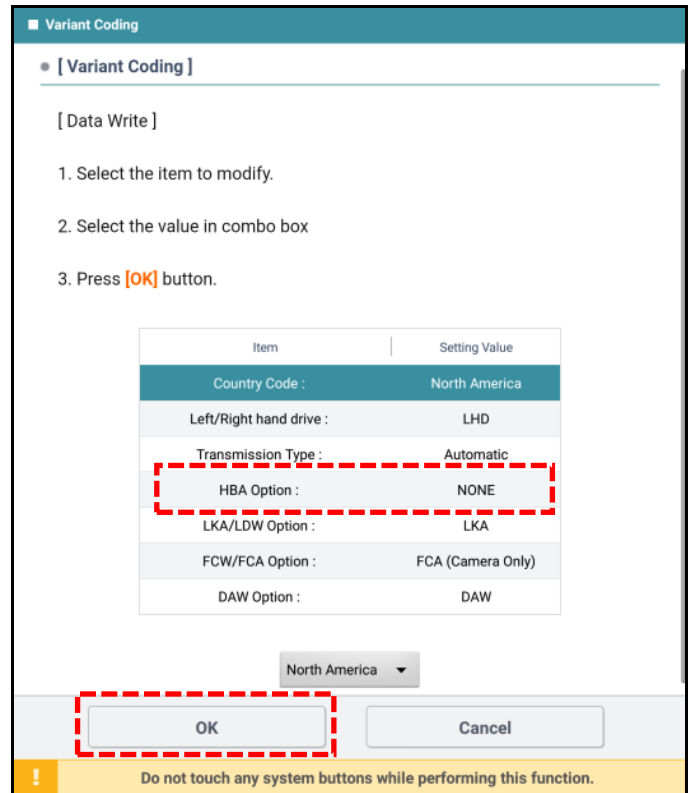 Variant Coding
[ Variant Coding ]
[ Data Write ]
1. Select the item to modify.
2. Select the value in combo box
3. Press [OK] button.
Item Setting Value
Country Code : North America
Left/Right hand drive : LHD
Transmission Type : Automatic
HBA Option : NONE
LKA/LDW Option : LKA
FCW/FCA Option : FCA (Camera Only)
DAW Option : DAW
North America
OK Cancel
! Do not touch any system buttons while performing this function.